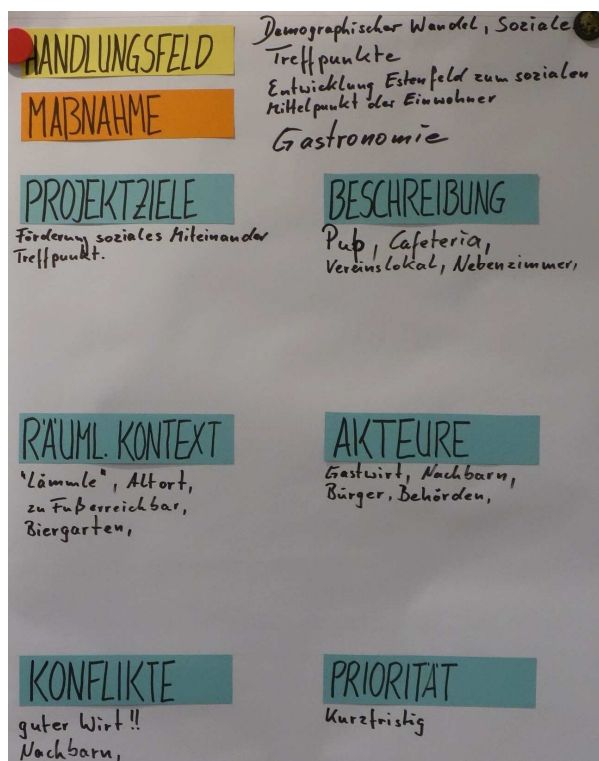 HANDLUNGSFELD
Demographischer Wandel, Soziale
Treffpunkte
Entwicklung Estenfeld zum sozialen
Mittelpunkt der Einwohner
MAßNAHME
Gastronomie
PROJEKTZIELE
Förderung soziales Miteinander
Treffpunkt.
BESCHREIBUNG
Pub, Cafeteria,
Vereinslokal, Nebenzimmer,
RÄUML. KONTEXT
"Lämmle", Altort,
zu Fuß erreichbar,
Biergarten,
AKTEURE
Gastwirt, Nachbarn,
Bürger, Behörden,
KONFLIKTE
guter Wirt!!
Nachbarn,
PRIORITÄT
Kurzfristig